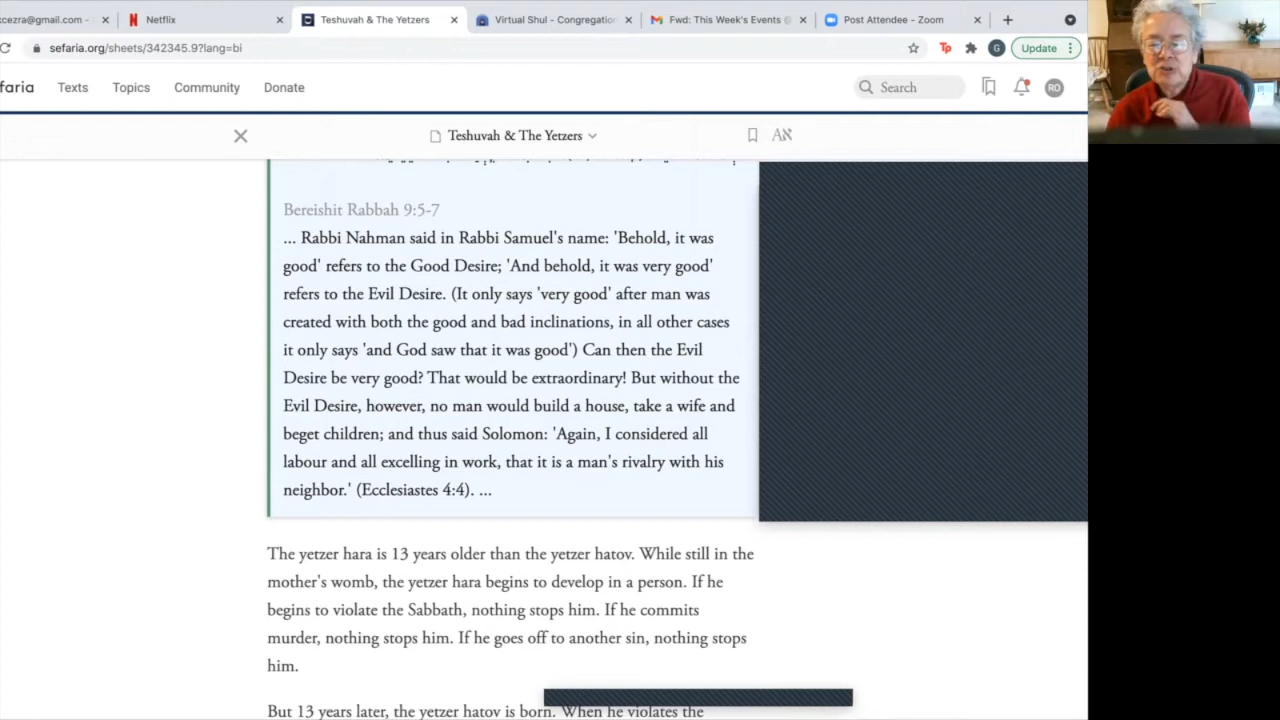 cezra@gmail.com - Netflix Teshuvah & The Yetzers Virtual Shul - Congregation Fwd: This Week's Events @ Post Attendee - Zoom
sefaria.org/sheets/342345.9?lang=bi Tp G Update
faria Texts Topics Community Donate Search RO
Teshuvah & The Yetzers Aא
Bereishit Rabbah 9:5-7
... Rabbi Nahman said in Rabbi Samuel's name: 'Behold, it was
good' refers to the Good Desire; 'And behold, it was very good'
refers to the Evil Desire. (It only says 'very good' after man was
created with both the good and bad inclinations, in all other cases
it only says 'and God saw that it was good') Can then the Evil
Desire be very good? That would be extraordinary! But without the
Evil Desire, however, no man would build a house, take a wife and
beget children; and thus said Solomon: 'Again, I considered all
labour and all excelling in work, that it is a man's rivalry with his
neighbor.' (Ecclesiastes 4:4). ...
The yetzer hara is 13 years older than the yetzer hatov. While still in the
mother's womb, the yetzer hara begins to develop in a person. If he
begins to violate the Sabbath, nothing stops him. If he commits
murder, nothing stops him. If he goes off to another sin, nothing stops
him.
But 13 years later, the yetzer hatov is born. When he violates the